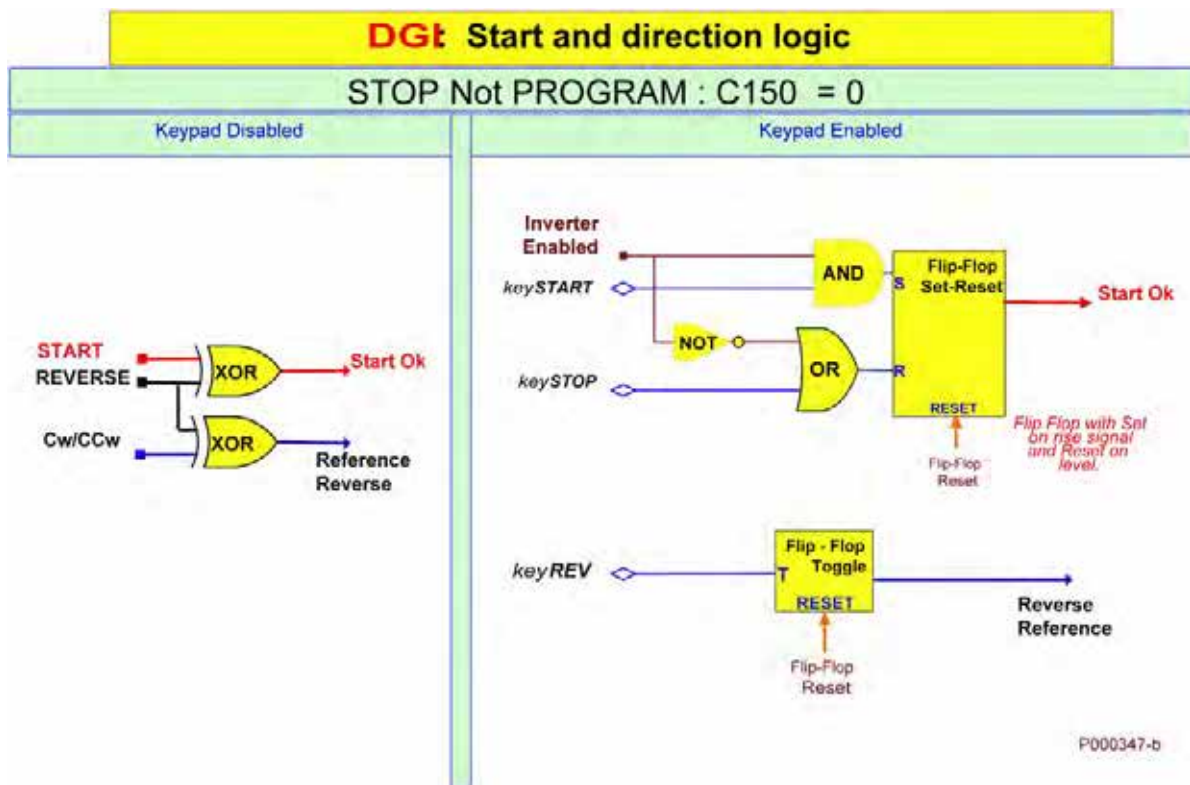 DGI: Start and direction logic
STOP Not PROGRAM : C150 = 0
Keypad Disabled
Keypad Enabled
START
REVERSE
Cw/CCw
XOR
XOR
Start Ok
Reference
Reverse
Inverter
Enabled
keySTART
keySTOP
AND
NOT
OR
S
R
Flip-Flop
Set-Reset
RESET
Start Ok
Flip-Flop
Reset
Flip Flop with Set
on rise signal
and Reset on
level.
keyREV
Flip - Flop
Toggle
T
RESET
Reverse
Reference
Flip-Flop
Reset
P000347-b